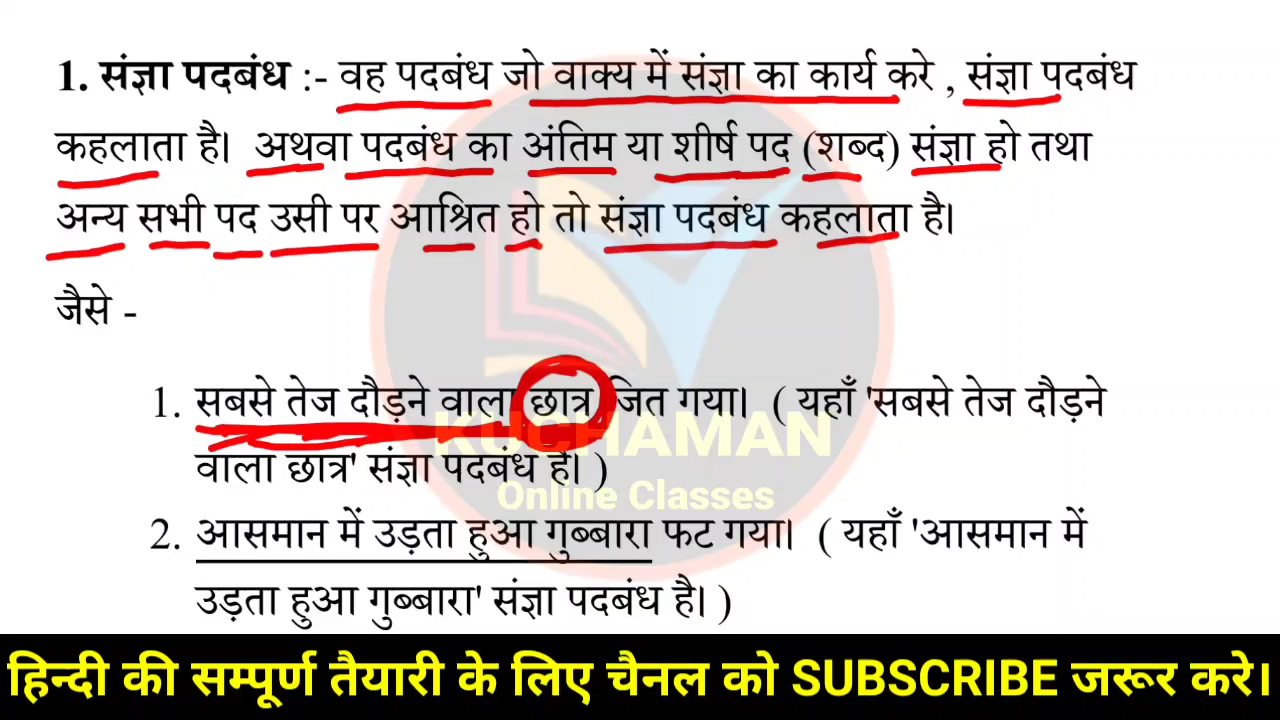 1. संज्ञा पदबंध :- वह पदबंध जो वाक्य में संज्ञा का कार्य करे , संज्ञा पदबंध
कहलाता है। अथवा पदबंध का अंतिम या शीर्ष पद (शब्द) संज्ञा हो तथा
अन्य सभी पद उसी पर आश्रित हो तो संज्ञा पदबंध कहलाता है।
जैसे -
1. सबसे तेज दौड़ने वाला छात्र जित गया। ( यहाँ 'सबसे तेज दौड़ने
वाला छात्र' संज्ञा पदबंध है। )
KUCHAMAN
Online Classes
2. आसमान में उड़ता हुआ गुब्बारा फट गया। ( यहाँ 'आसमान में
उड़ता हुआ गुब्बारा' संज्ञा पदबंध है। )
हिन्दी की सम्पूर्ण तैयारी के लिए चैनल को SUBSCRIBE जरूर करे।